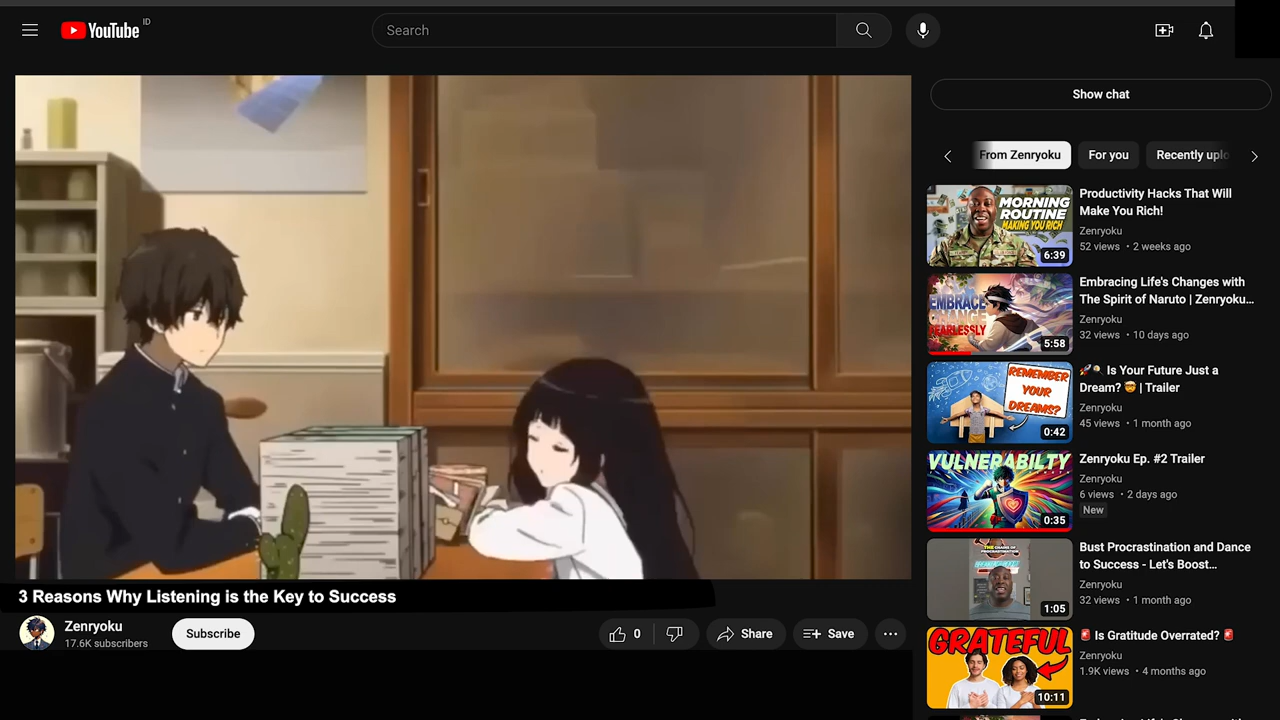 YouTube ID
Search
Show chat
From Zenryoku
For you
Recently uplo
MORNING
ROUTINE
MAKING YOU RICH
6:39
Productivity Hacks That Will
Make You Rich!
Zenryoku
52 views • 2 weeks ago
EMBRACE
CHANGE
FEARLESSLY
5:58
Embracing Life's Changes with
The Spirit of Naruto | Zenryoku...
Zenryoku
32 views • 10 days ago
REMEMBER
YOUR
DREAMS?
0:42
🚀🍳 Is Your Future Just a
Dream? 🤯 | Trailer
Zenryoku
45 views • 1 month ago
VULNERABILTY
0:35
Zenryoku Ep. #2 Trailer
Zenryoku
6 views • 2 days ago
New
1:05
Bust Procrastination and Dance
to Success - Let's Boost...
Zenryoku
32 views • 1 month ago
GRATEFUL
10:11
🚨 Is Gratitude Overrated? 🚨
Zenryoku
1.9K views • 4 months ago
3 Reasons Why Listening is the Key to Success
Zenryoku
17.6K subscribers
Subscribe
0
Share
Save